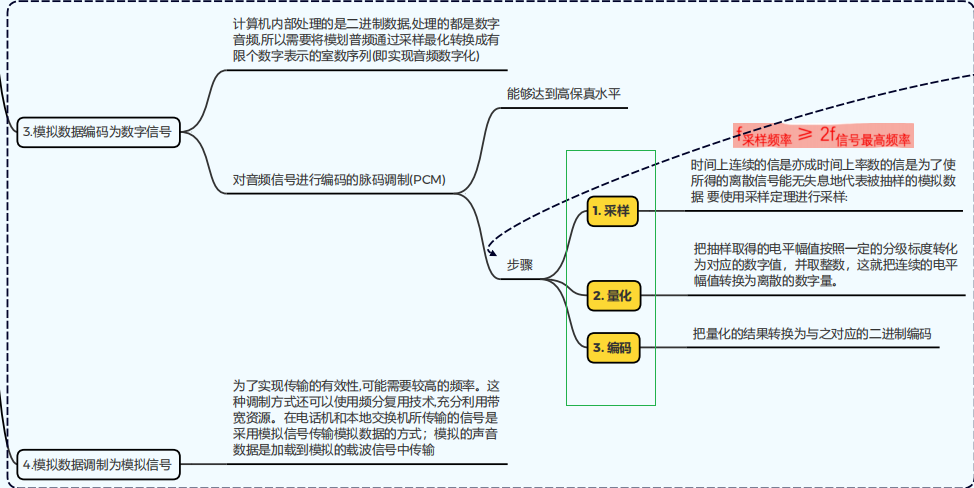 计算机内部处理的是二进制数据,处理的都是数字
音频,所以需要将模划普频通过采样最化转换成有
限个数字表示的室数序列(即实现音频数字化)
3.模拟数据编码为数字信号
能够达到高保真水平
对音频信号进行编码的脉码调制(PCM)
f采样频率 ≥ 2f信号最高频率
时间上连续的信是亦成时间上率数的信是为了使
所得的离散信号能无失息地代表被抽样的模拟数
据 要使用采样定理进行采样:
1. 采样
步骤
把抽样取得的电平幅值按照一定的分级标度转化
为对应的数字值，并取整数，这就把连续的电平
幅值转换为离散的数字量。
2. 量化
把量化的结果转换为与之对应的二进制编码
3. 编码
为了实现传输的有效性,可能需要较高的频率。这
种调制方式还可以使用频分复用技术,充分利用带
宽资源。在电话机和本地交换机所传输的信号是
采用模拟信号传输模拟数据的方式；模拟的声音
数据是加载到模拟的载波信号中传输
4.模拟数据调制为模拟信号